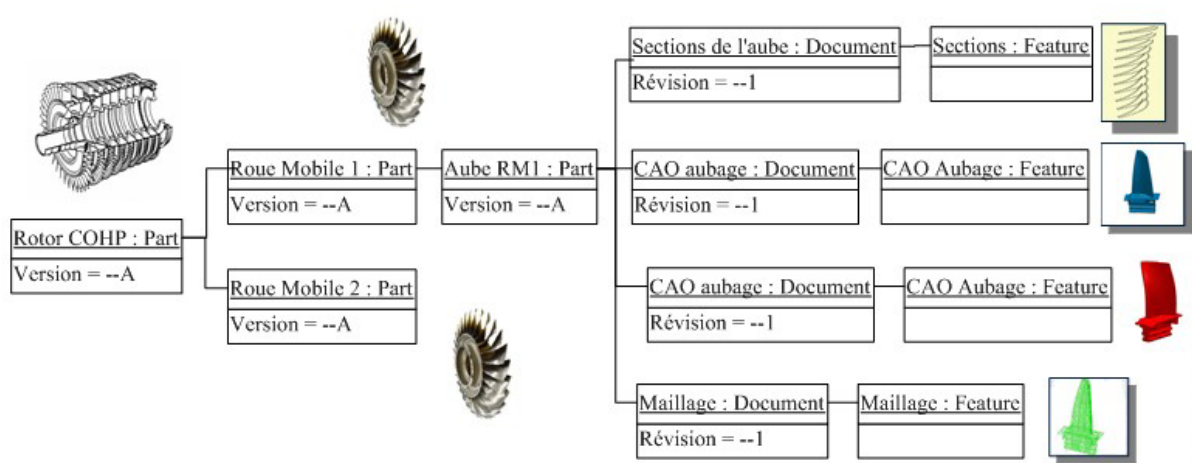 Sections de l'aube : Document
Révision = --1
Sections : Feature
Roue Mobile 1 : Part
Version = --A
Aube RM1 : Part
Version = --A
CAO aubage : Document
Révision = --1
CAO Aubage : Feature
Rotor COHP : Part
Version = --A
Roue Mobile 2 : Part
Version = --A
CAO aubage : Document
Révision = --1
CAO Aubage : Feature
Maillage : Document
Révision = --1
Maillage : Feature